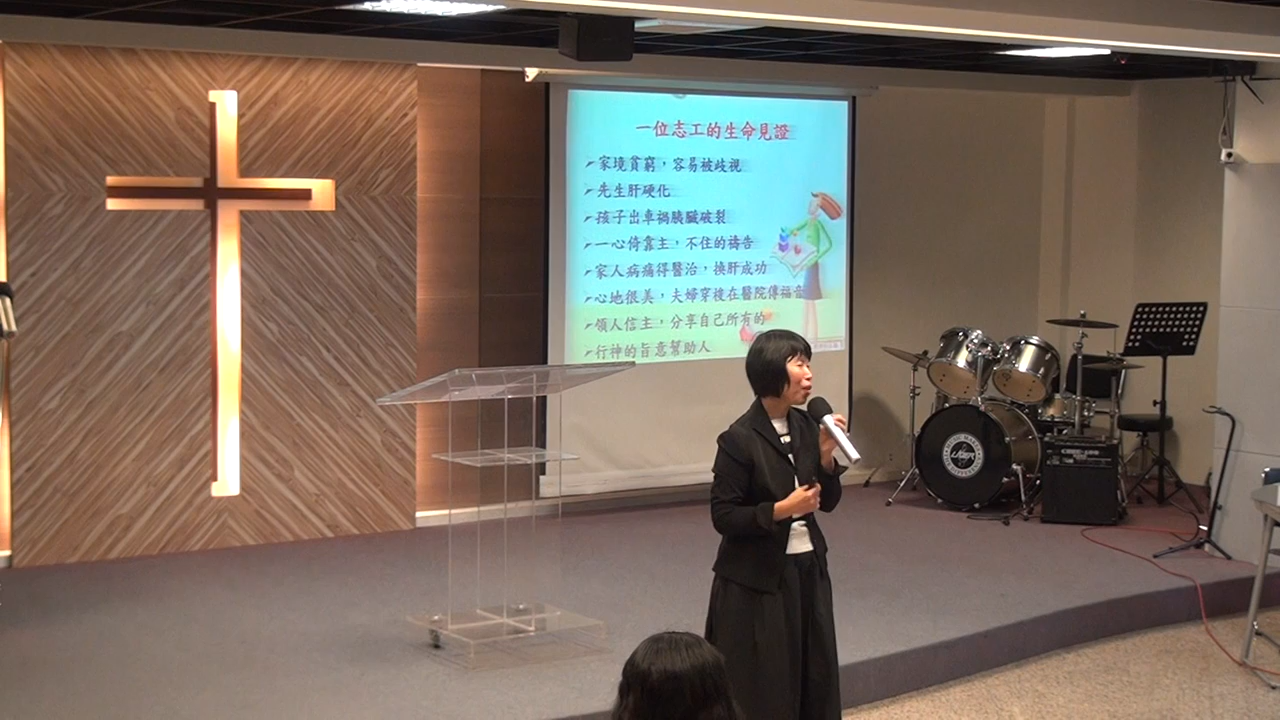 一位志工的生命見證
➢家境貧窮，容易被歧視
➢先生肝硬化
➢孩子出車禍胰臟破裂
➢一心倚靠主，不住的禱告
➢家人病痛得醫治，換肝成功
➢心地很美，夫婦穿梭在醫院傳福音
➢領人信主，分享自己所有的
➢行神的旨意幫助人